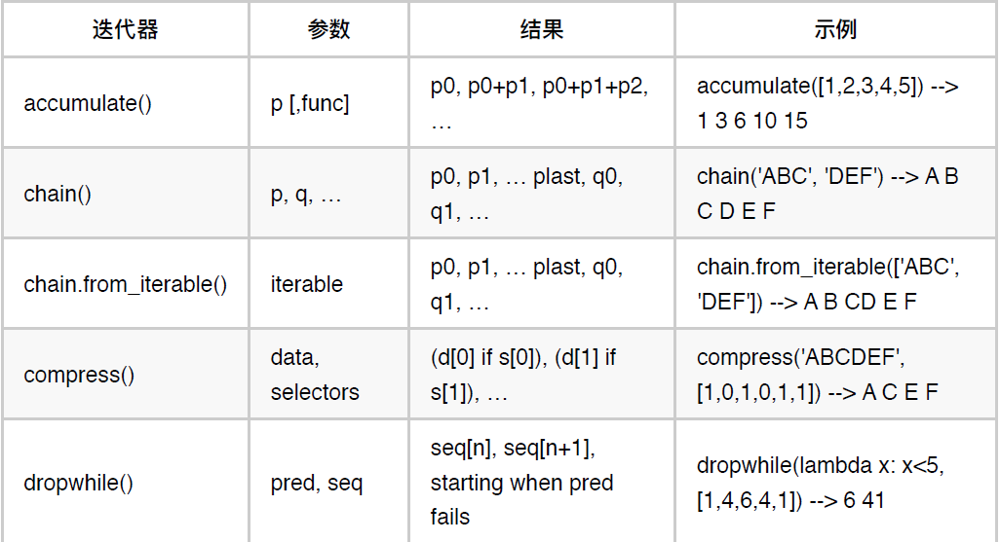 迭代器 参数 结果 示例
accumulate() p [,func] p0, p0+p1, p0+p1+p2, … accumulate([1,2,3,4,5]) --> 1 3 6 10 15
chain() p, q, … p0, p1, … plast, q0, q1, … chain('ABC', 'DEF') --> A B C D E F
chain.from_iterable() iterable p0, p1, … plast, q0, q1, … chain.from_iterable(['ABC', 'DEF']) --> A B CD E F
compress() data, selectors (d[0] if s[0]), (d[1] if s[1]), … compress('ABCDEF', [1,0,1,0,1,1]) --> A C E F
dropwhile() pred, seq seq[n], seq[n+1], starting when pred fails dropwhile(lambda x: x<5, [1,4,6,4,1]) --> 6 41